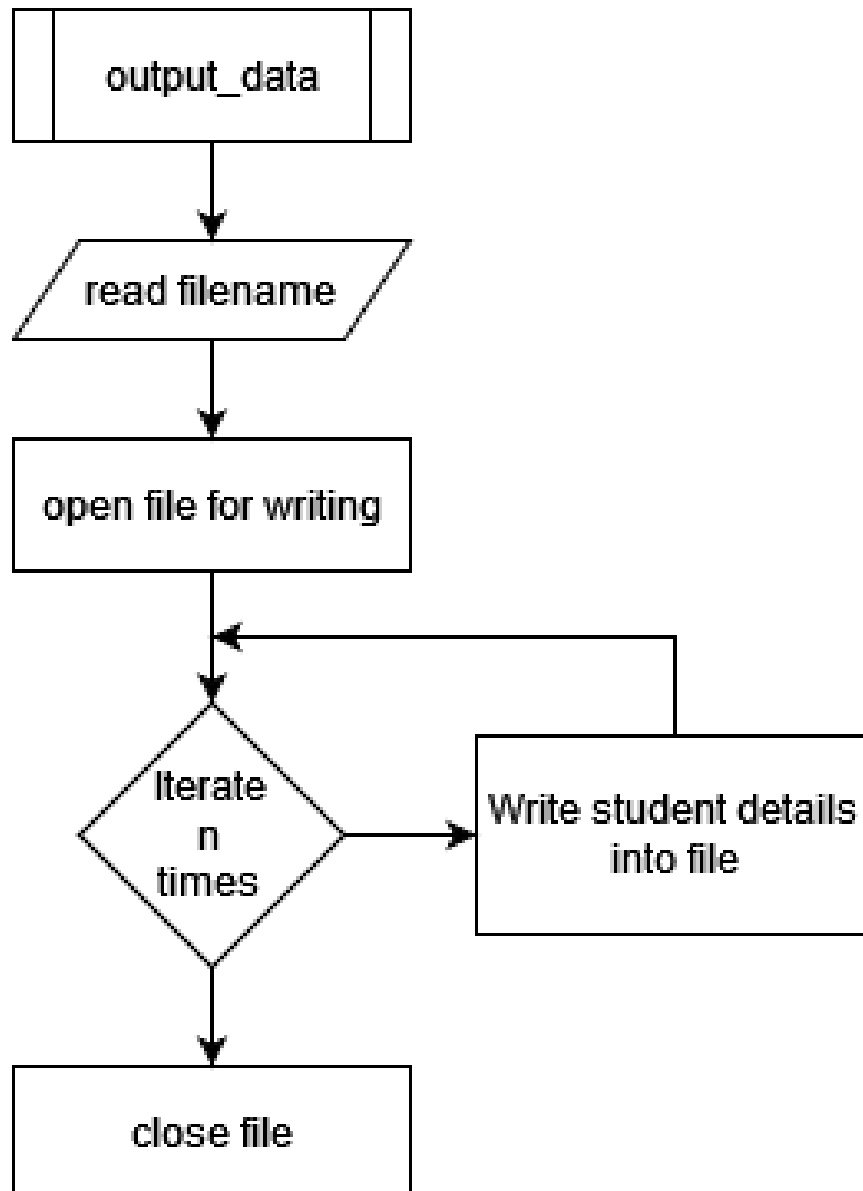 output_data
read filename
open file for writing
Iterate
n
times
Write student details
into file
close file